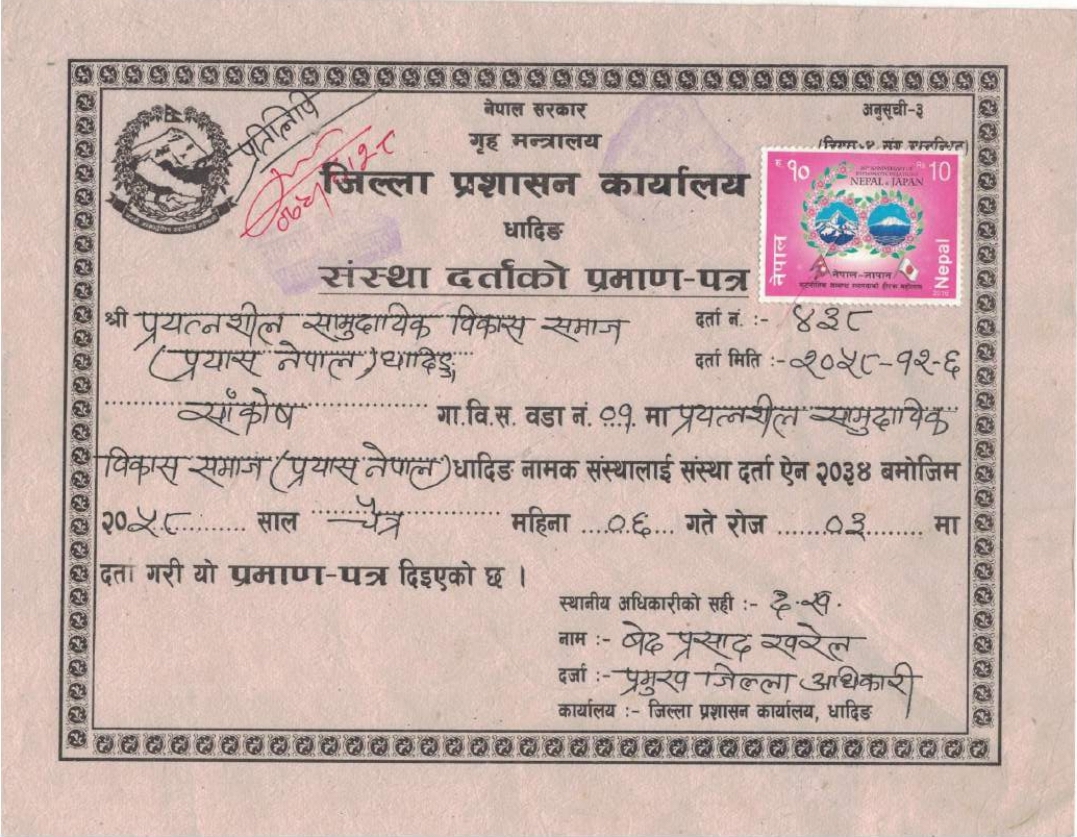 प्रतिलिपि
नेपाल सरकार
अनुसूची-३
गृह मन्त्रालय
जिल्ला प्रशासन कार्यालय
धादिङ
संस्था दर्ताको प्रमाण-पत्र
रु. १० Rs 10
NEPAL - JAPAN
नेपाल Nepal
नेपाल-जापान
श्री प्रयत्नशील सामुदायिक विकास समाज
दर्ता नं. :- ४३८
(प्रयास नेपाल) धादिङ्ग
दर्ता मिति :- २०५८-१२-६
साँकोष गा.वि.स. वडा नं. ०१ मा प्रयत्नशील सामुदायिक
विकास समाज (प्रयास नेपाल) धादिङ नामक संस्थालाई संस्था दर्ता ऐन २०३४ बमोजिम
२०५८ साल चैत्र महिना ०६ गते रोज ०३ मा
दर्ता गरी यो प्रमाण-पत्र दिइएको छ ।
स्थानीय अधिकारीको सही :- द.ख.
नाम :- बेद प्रसाद खरेल
दर्जा :- प्रमुख जिल्ला अधिकारी
कार्यालय :- जिल्ला प्रशासन कार्यालय, धादिङ